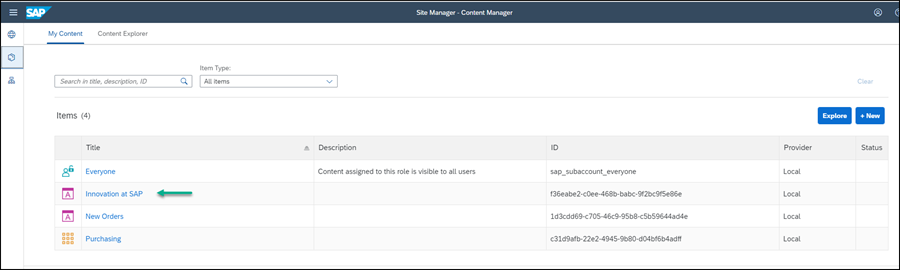 SAP Site Manager - Content Manager
My Content Content Explorer
Item Type:
Search in title, description, ID All items Clear
Items (4) Explore + New
Title Description ID Provider Status
Everyone Content assigned to this role is visible to all users sap_subaccount_everyone Local
A Innovation at SAP f36eabe2-c0ee-468b-babc-9f2bc9f5e86e Local
A New Orders 1d3cdd69-c705-46c9-95b8-c5b59644ad4e Local
Purchasing c31d9afb-22e2-4945-9b80-d04bf6b4adff Local